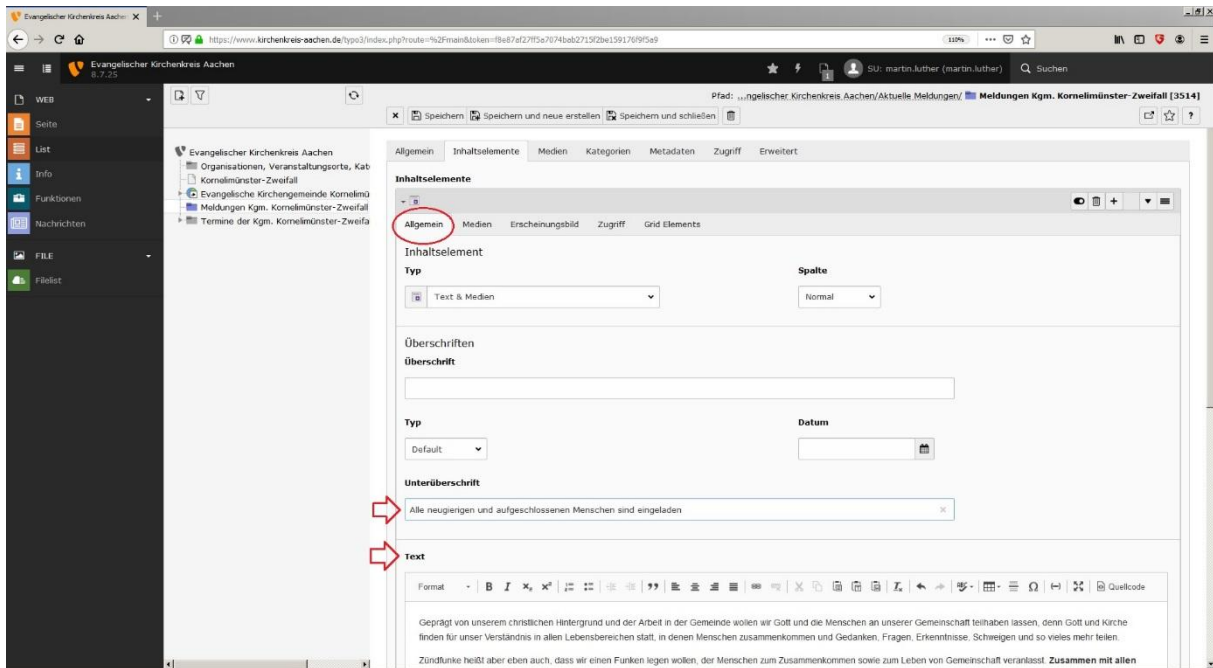 Evangelischer Kirchenkreis Aachen
https://www.kirchenkreis-aachen.de/typo3/index.php?route=%2Fmain&token=f8e87af27ff5a7074bab2715f2be159176f9f5a9 110%
Evangelischer Kirchenkreis Aachen
8.7.25
1
SU: martin.luther (martin.luther)
Suchen
WEB
Seite
List
Info
Funktionen
Nachrichten
FILE
Filelist
Evangelischer Kirchenkreis Aachen
Organisationen, Veranstaltungsorte, Kat
Kornelimünster-Zweifall
Evangelische Kirchengemeinde Kornelimü
Meldungen Kgm. Kornelimünster-Zweifall
Termine der Kgm. Kornelimünster-Zweifa
Pfad: ...ngelischer Kirchenkreis Aachen/Aktuelle Meldungen/ Meldungen Kgm. Kornelimünster-Zweifall [3514]
Speichern Speichern und neue erstellen Speichern und schließen
?
Allgemein Inhaltselemente Medien Kategorien Metadaten Zugriff Erweitert
Inhaltselemente
Allgemein Medien Erscheinungsbild Zugriff Grid Elements
Inhaltselement
Typ Spalte
Text & Medien Normal
Überschriften
Überschrift
Typ Datum
Default
Unterüberschrift
Alle neugierigen und aufgeschlossenen Menschen sind eingeladen
Text
Format B I Quellcode
Geprägt von unserem christlichen Hintergrund und der Arbeit in der Gemeinde wollen wir Gott und die Menschen an unserer Gemeinschaft teilhaben lassen, denn Gott und Kirche
finden für unser Verständnis in allen Lebensbereichen statt, in denen Menschen zusammenkommen und Gedanken, Fragen, Erkenntnisse, Schweigen und so vieles mehr teilen.
Zündfunke heißt aber eben auch, dass wir einen Funken legen wollen, der Menschen zum Zusammenkommen sowie zum Leben von Gemeinschaft veranlasst. Zusammen mit allen